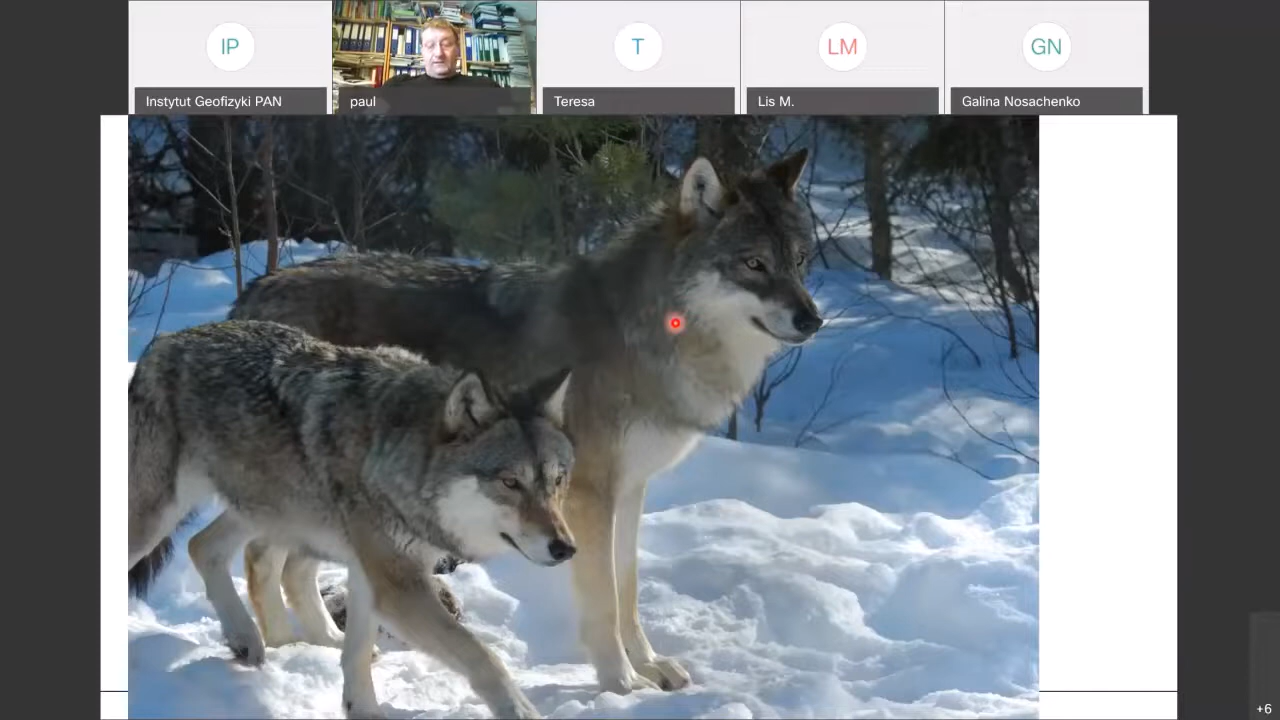 IP
T
LM
GN
Instytut Geofizyki PAN
paul
Teresa
Lis M.
Galina Nosachenko
+6